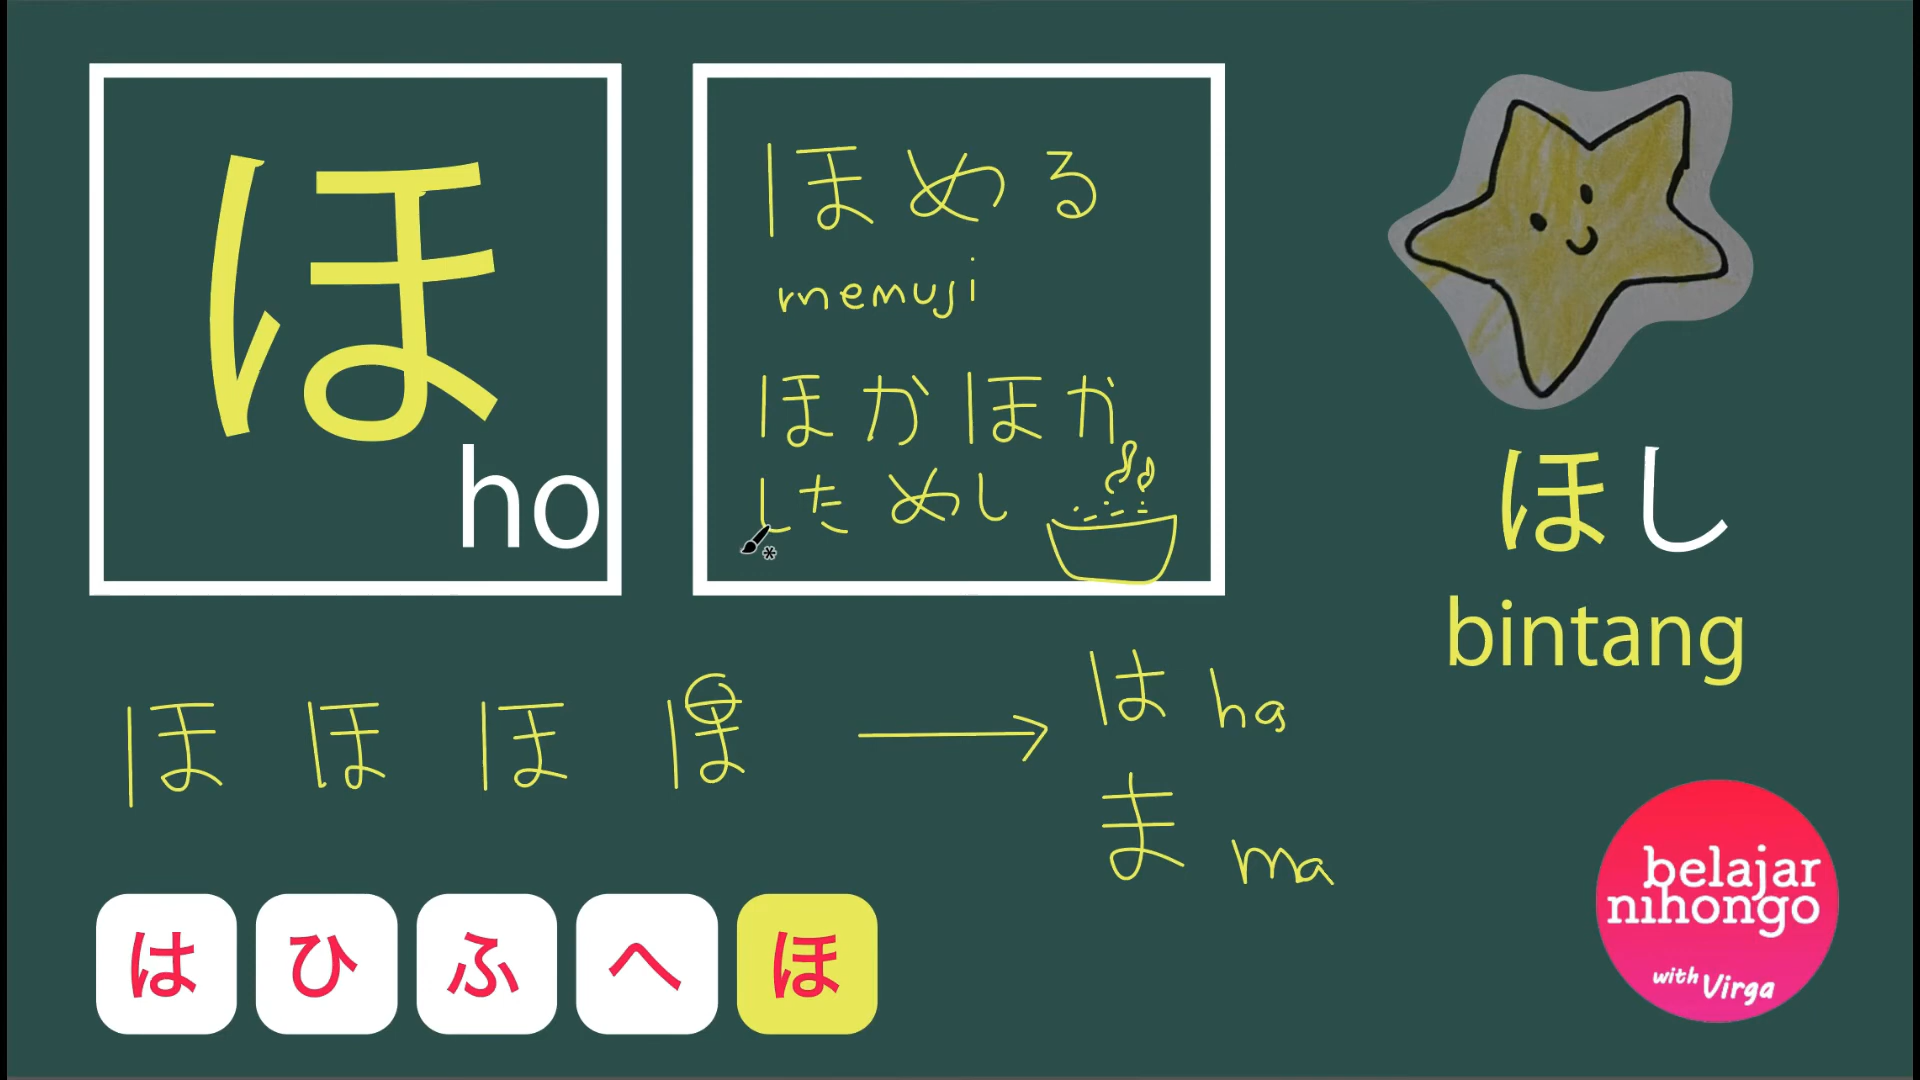 ほ
ho
ほめる
memuji
ほかほか
しためし
ほし
bintang
ほ ほ ほ ほ
は ha
ま ma
は ひ ふ へ ほ
belajar
nihongo
with Virga